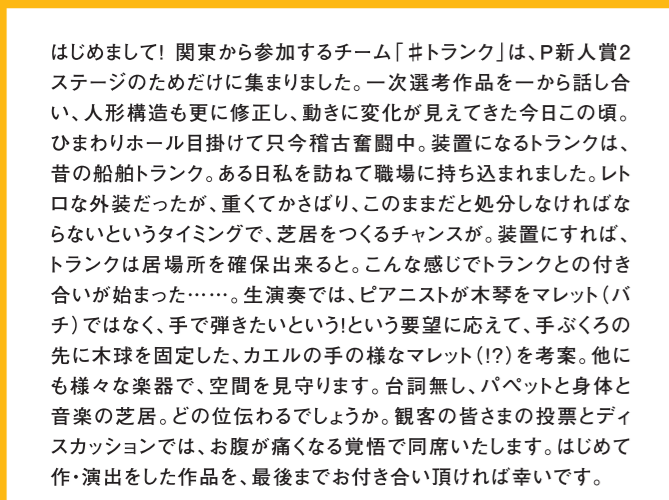 はじめまして! 関東から参加するチーム「♯トランク」は、P新人賞2
ステージのためだけに集まりました。一次選考作品を一から話し合
い、人形構造も更に修正し、動きに変化が見えてきた今日この頃。
ひまわりホール目掛けて只今稽古奮闘中。装置になるトランクは、
昔の船舶トランク。ある日私を訪ねて職場に持ち込まれました。レト
ロな外装だったが、重くてかさばり、このままだと処分しなければな
らないというタイミングで、芝居をつくるチャンスが。装置にすれば、
トランクは居場所を確保出来ると。こんな感じでトランクとの付き
合いが始まった……。生演奏では、ピアニストが木琴をマレット（バ
チ）ではなく、手で弾きたいという!という要望に応えて、手ぶくろの
先に木球を固定した、カエルの手の様なマレット（!?）を考案。他に
も様々な楽器で、空間を見守ります。台詞無し、パペットと身体と
音楽の芝居。どの位伝わるでしょうか。観客の皆さまの投票とディ
スカッションでは、お腹が痛くなる覚悟で同席いたします。はじめて
作・演出をした作品を、最後までお付き合い頂ければ幸いです。